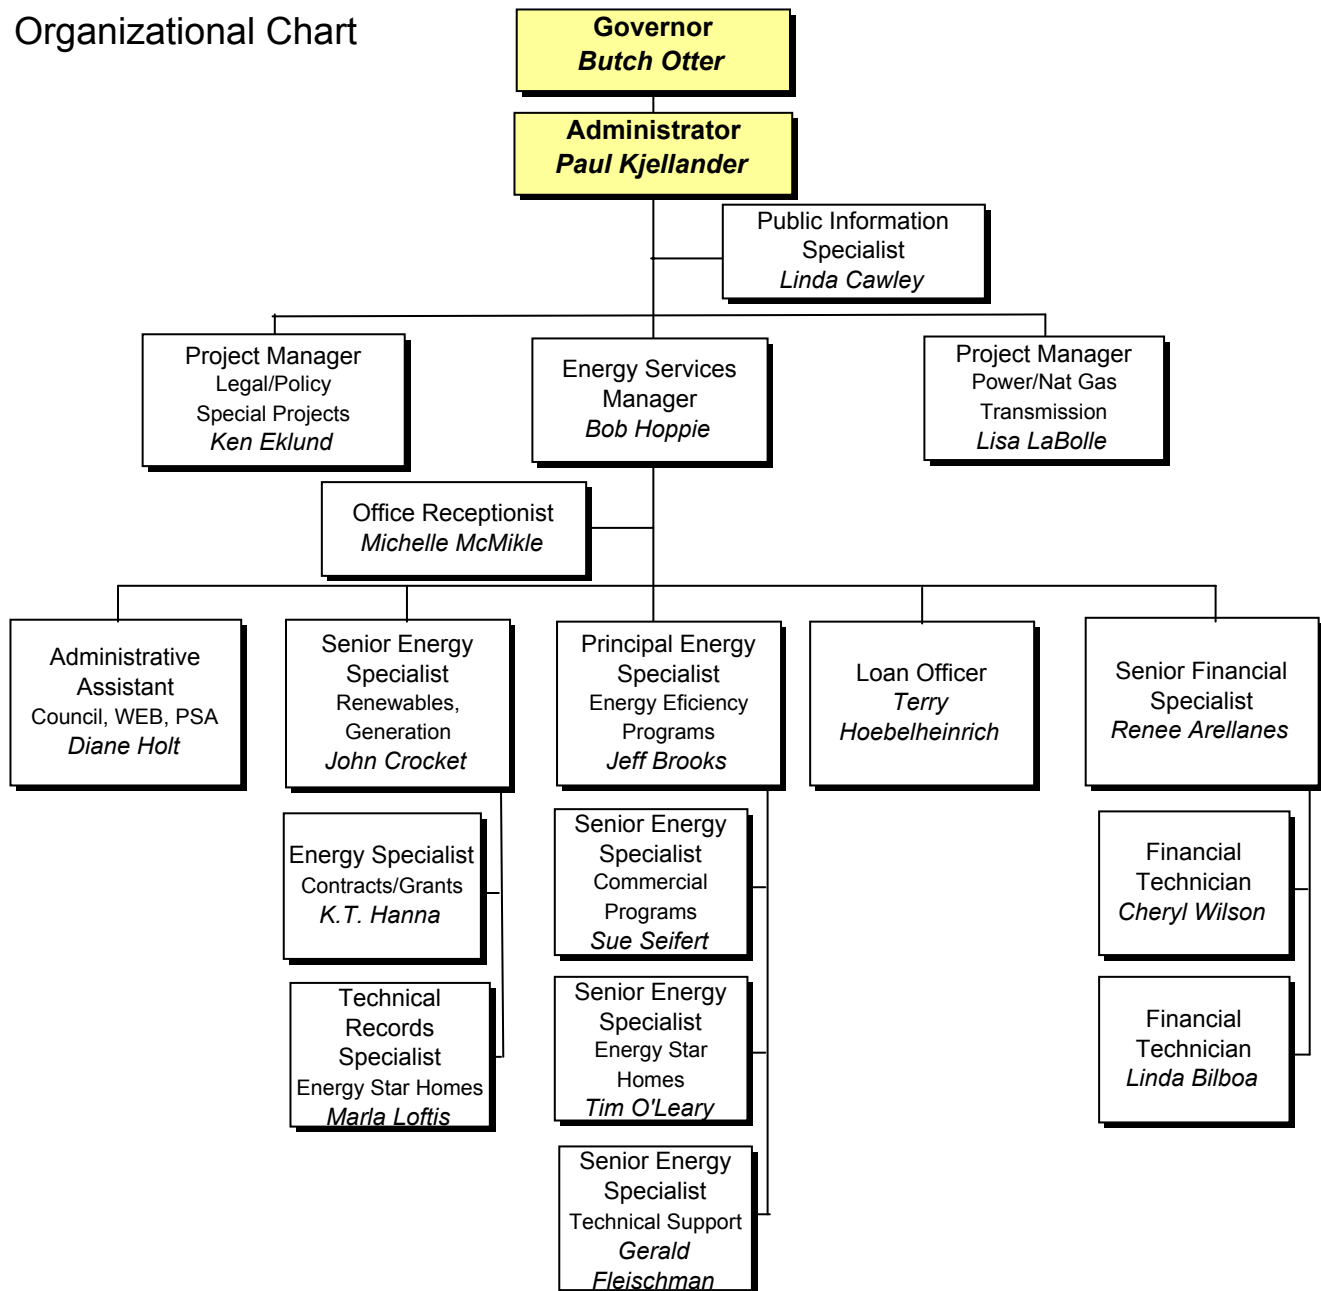 Organizational Chart
Governor
Butch Otter
Administrator
Paul Kjellander
Public Information
Specialist
Linda Cawley
Project Manager
Legal/Policy
Special Projects
Ken Eklund
Energy Services
Manager
Bob Hoppie
Project Manager
Power/Nat Gas
Transmission
Lisa LaBolle
Office Receptionist
Michelle McMikle
Administrative
Assistant
Council, WEB, PSA
Diane Holt
Senior Energy
Specialist
Renewables,
Generation
John Crocket
Principal Energy
Specialist
Energy Eficiency
Programs
Jeff Brooks
Loan Officer
Terry
Hoebelheinrich
Senior Financial
Specialist
Renee Arellanes
Energy Specialist
Contracts/Grants
K.T. Hanna
Senior Energy
Specialist
Commercial
Programs
Sue Seifert
Financial
Technician
Cheryl Wilson
Technical
Records
Specialist
Energy Star Homes
Marla Loftis
Senior Energy
Specialist
Energy Star
Homes
Tim O'Leary
Financial
Technician
Linda Bilboa
Senior Energy
Specialist
Technical Support
Gerald
Fleischman